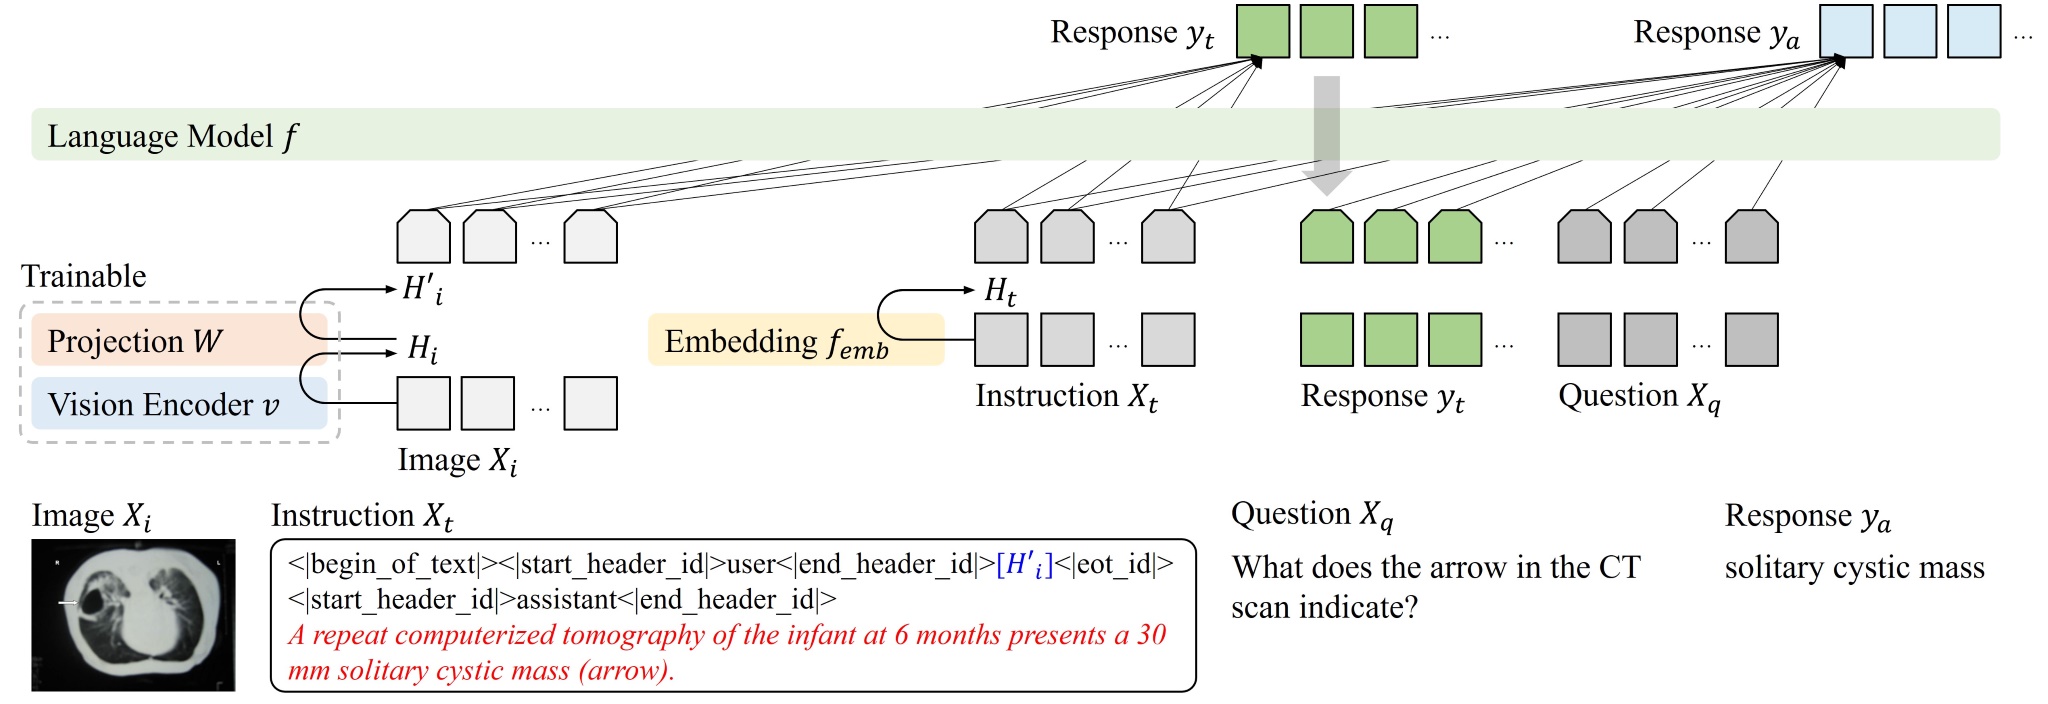 Response y_t ...
Response y_a ...
Language Model f
... ... ... ...
Trainable
H'_i
H_t
Projection W
H_i
Embedding f_emb
... ... ...
Vision Encoder v
...
Instruction X_t
Response y_t
Question X_q
Image X_i
Image X_i
R L
Instruction X_t
<|begin_of_text|><|start_header_id|>user<|end_header_id|>[H'_i]<|eot_id|>
<|start_header_id|>assistant<|end_header_id|>
A repeat computerized tomography of the infant at 6 months presents a 30
mm solitary cystic mass (arrow).
Question X_q
What does the arrow in the CT
scan indicate?
Response y_a
solitary cystic mass